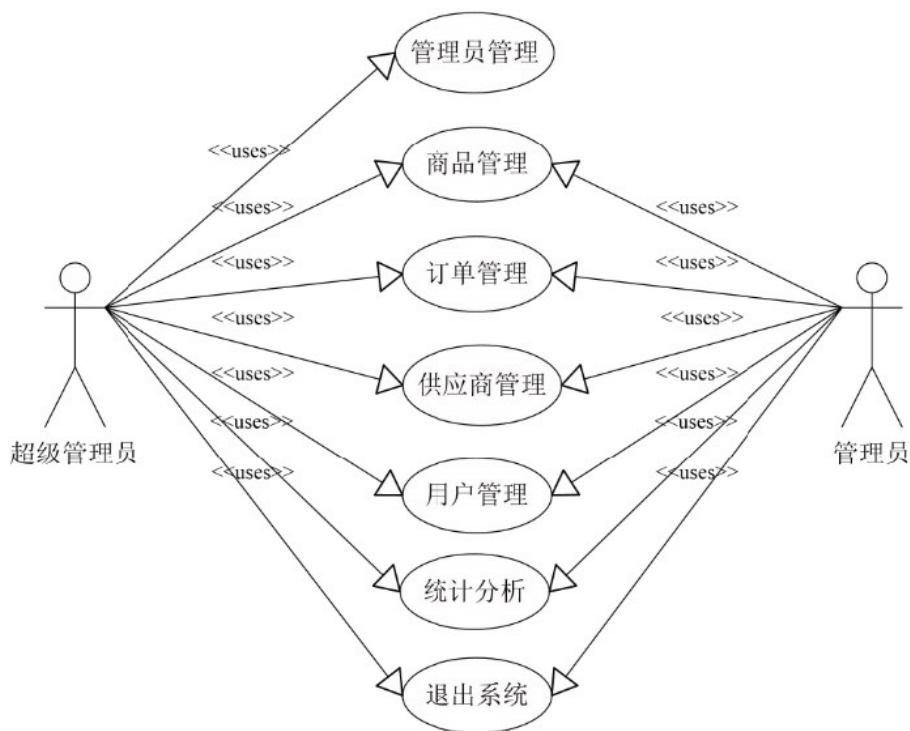 管理员管理
<<uses>>
商品管理
<<uses>>
<<uses>>
<<uses>>
订单管理
<<uses>>
<<uses>>
<<uses>>
供应商管理
<<uses>>
<<uses>>
<<uses>>
<<uses>>
超级管理员
管理员
<<uses>>
<<uses>>
用户管理
统计分析
退出系统